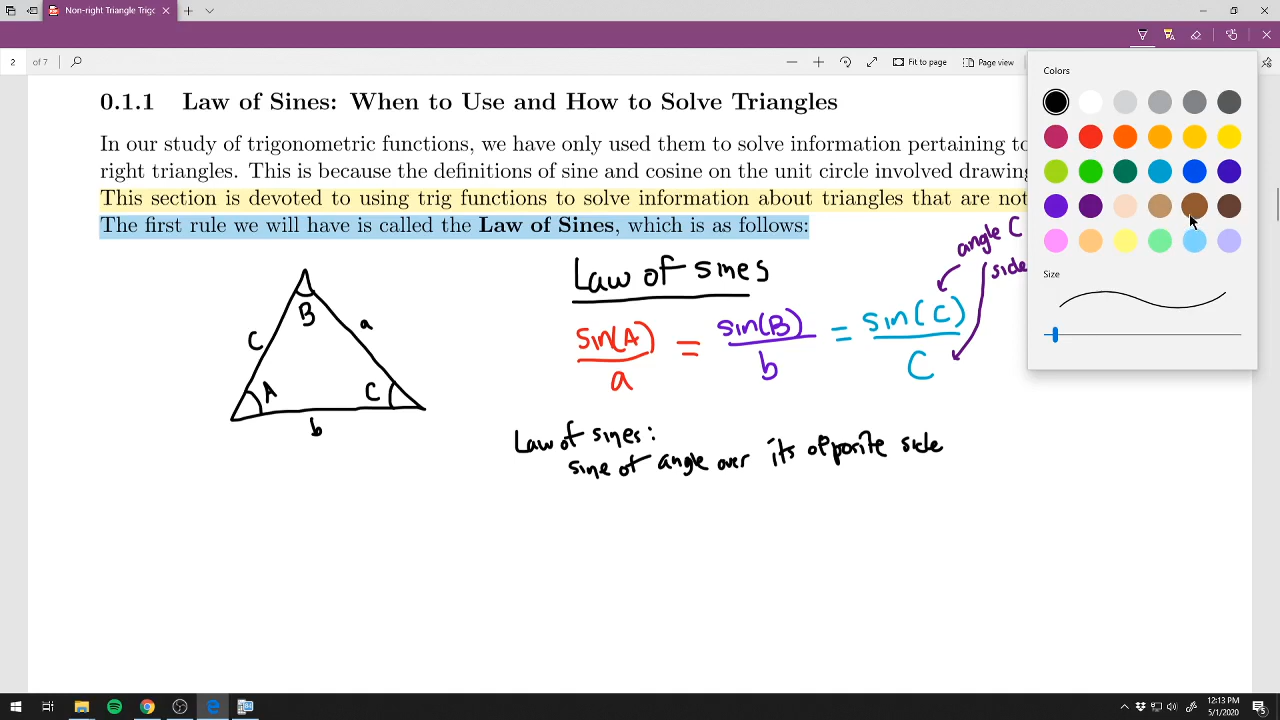 Non-right Triangle Trigo
2 of 7
Fit to page
Page view
Colors
Size
0.1.1 Law of Sines: When to Use and How to Solve Triangles
In our study of trigonometric functions, we have only used them to solve information pertaining to
right triangles. This is because the definitions of sine and cosine on the unit circle involved drawing
This section is devoted to using trig functions to solve information about triangles that are not
The first rule we will have is called the Law of Sines, which is as follows:
angle C
side
Law of sines
sin(A)/a = sin(B)/b = sin(C)/C
B
C
a
A
C
b
Law of sines:
sine of angle over its opposite side
12:13 PM
5/1/2020